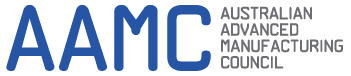 AAMC
AUSTRALIAN
ADVANCED
MANUFACTURING
COUNCIL